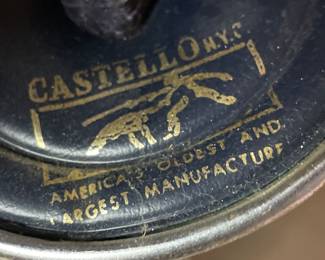 CASTELLO N.Y.C
AMERICA'S OLDEST AND
LARGEST MANUFACTURE